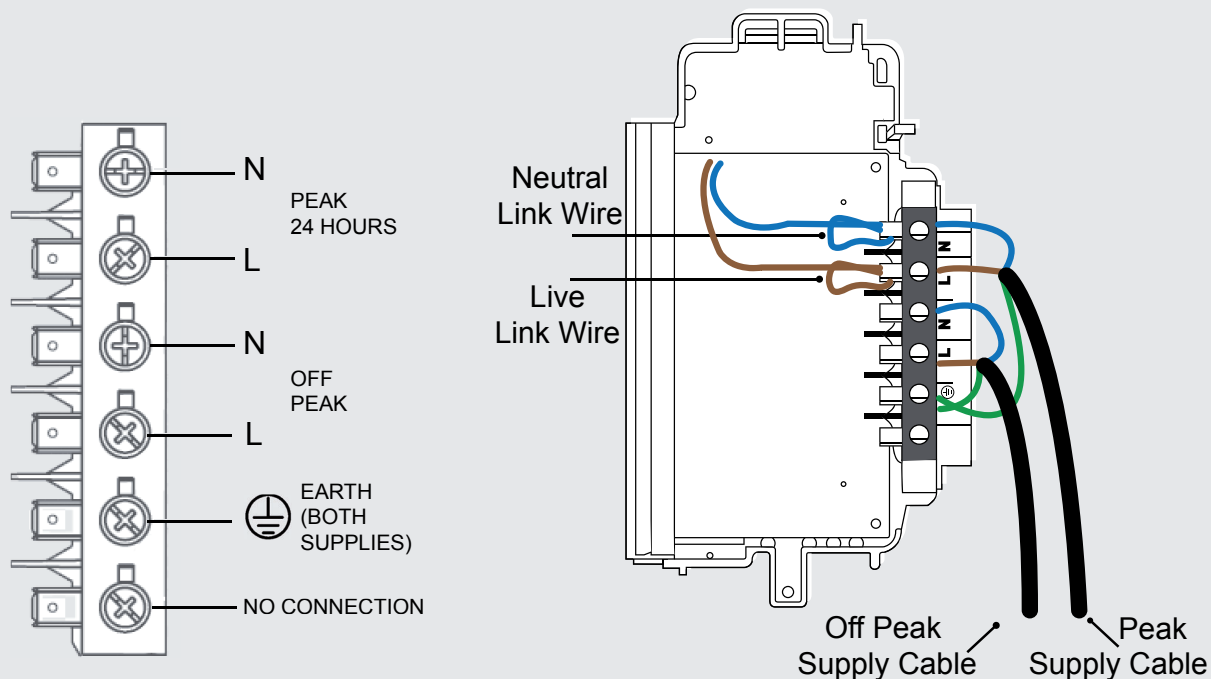 N
PEAK
24 HOURS
L
N
OFF
PEAK
L
EARTH
(BOTH
SUPPLIES)
NO CONNECTION
Neutral
Link Wire
Live
Link Wire
N
L
N
L
Off Peak
Supply Cable
Peak
Supply Cable